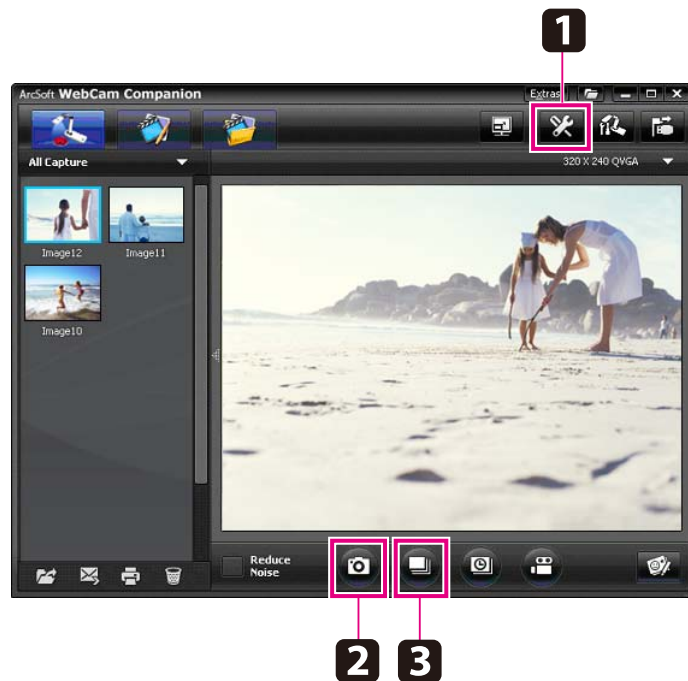 1
ArcSoft WebCam Companion
Extras
All Capture
320 X 240 QVGA
Image12
Image11
Image10
Reduce
Noise
2
3